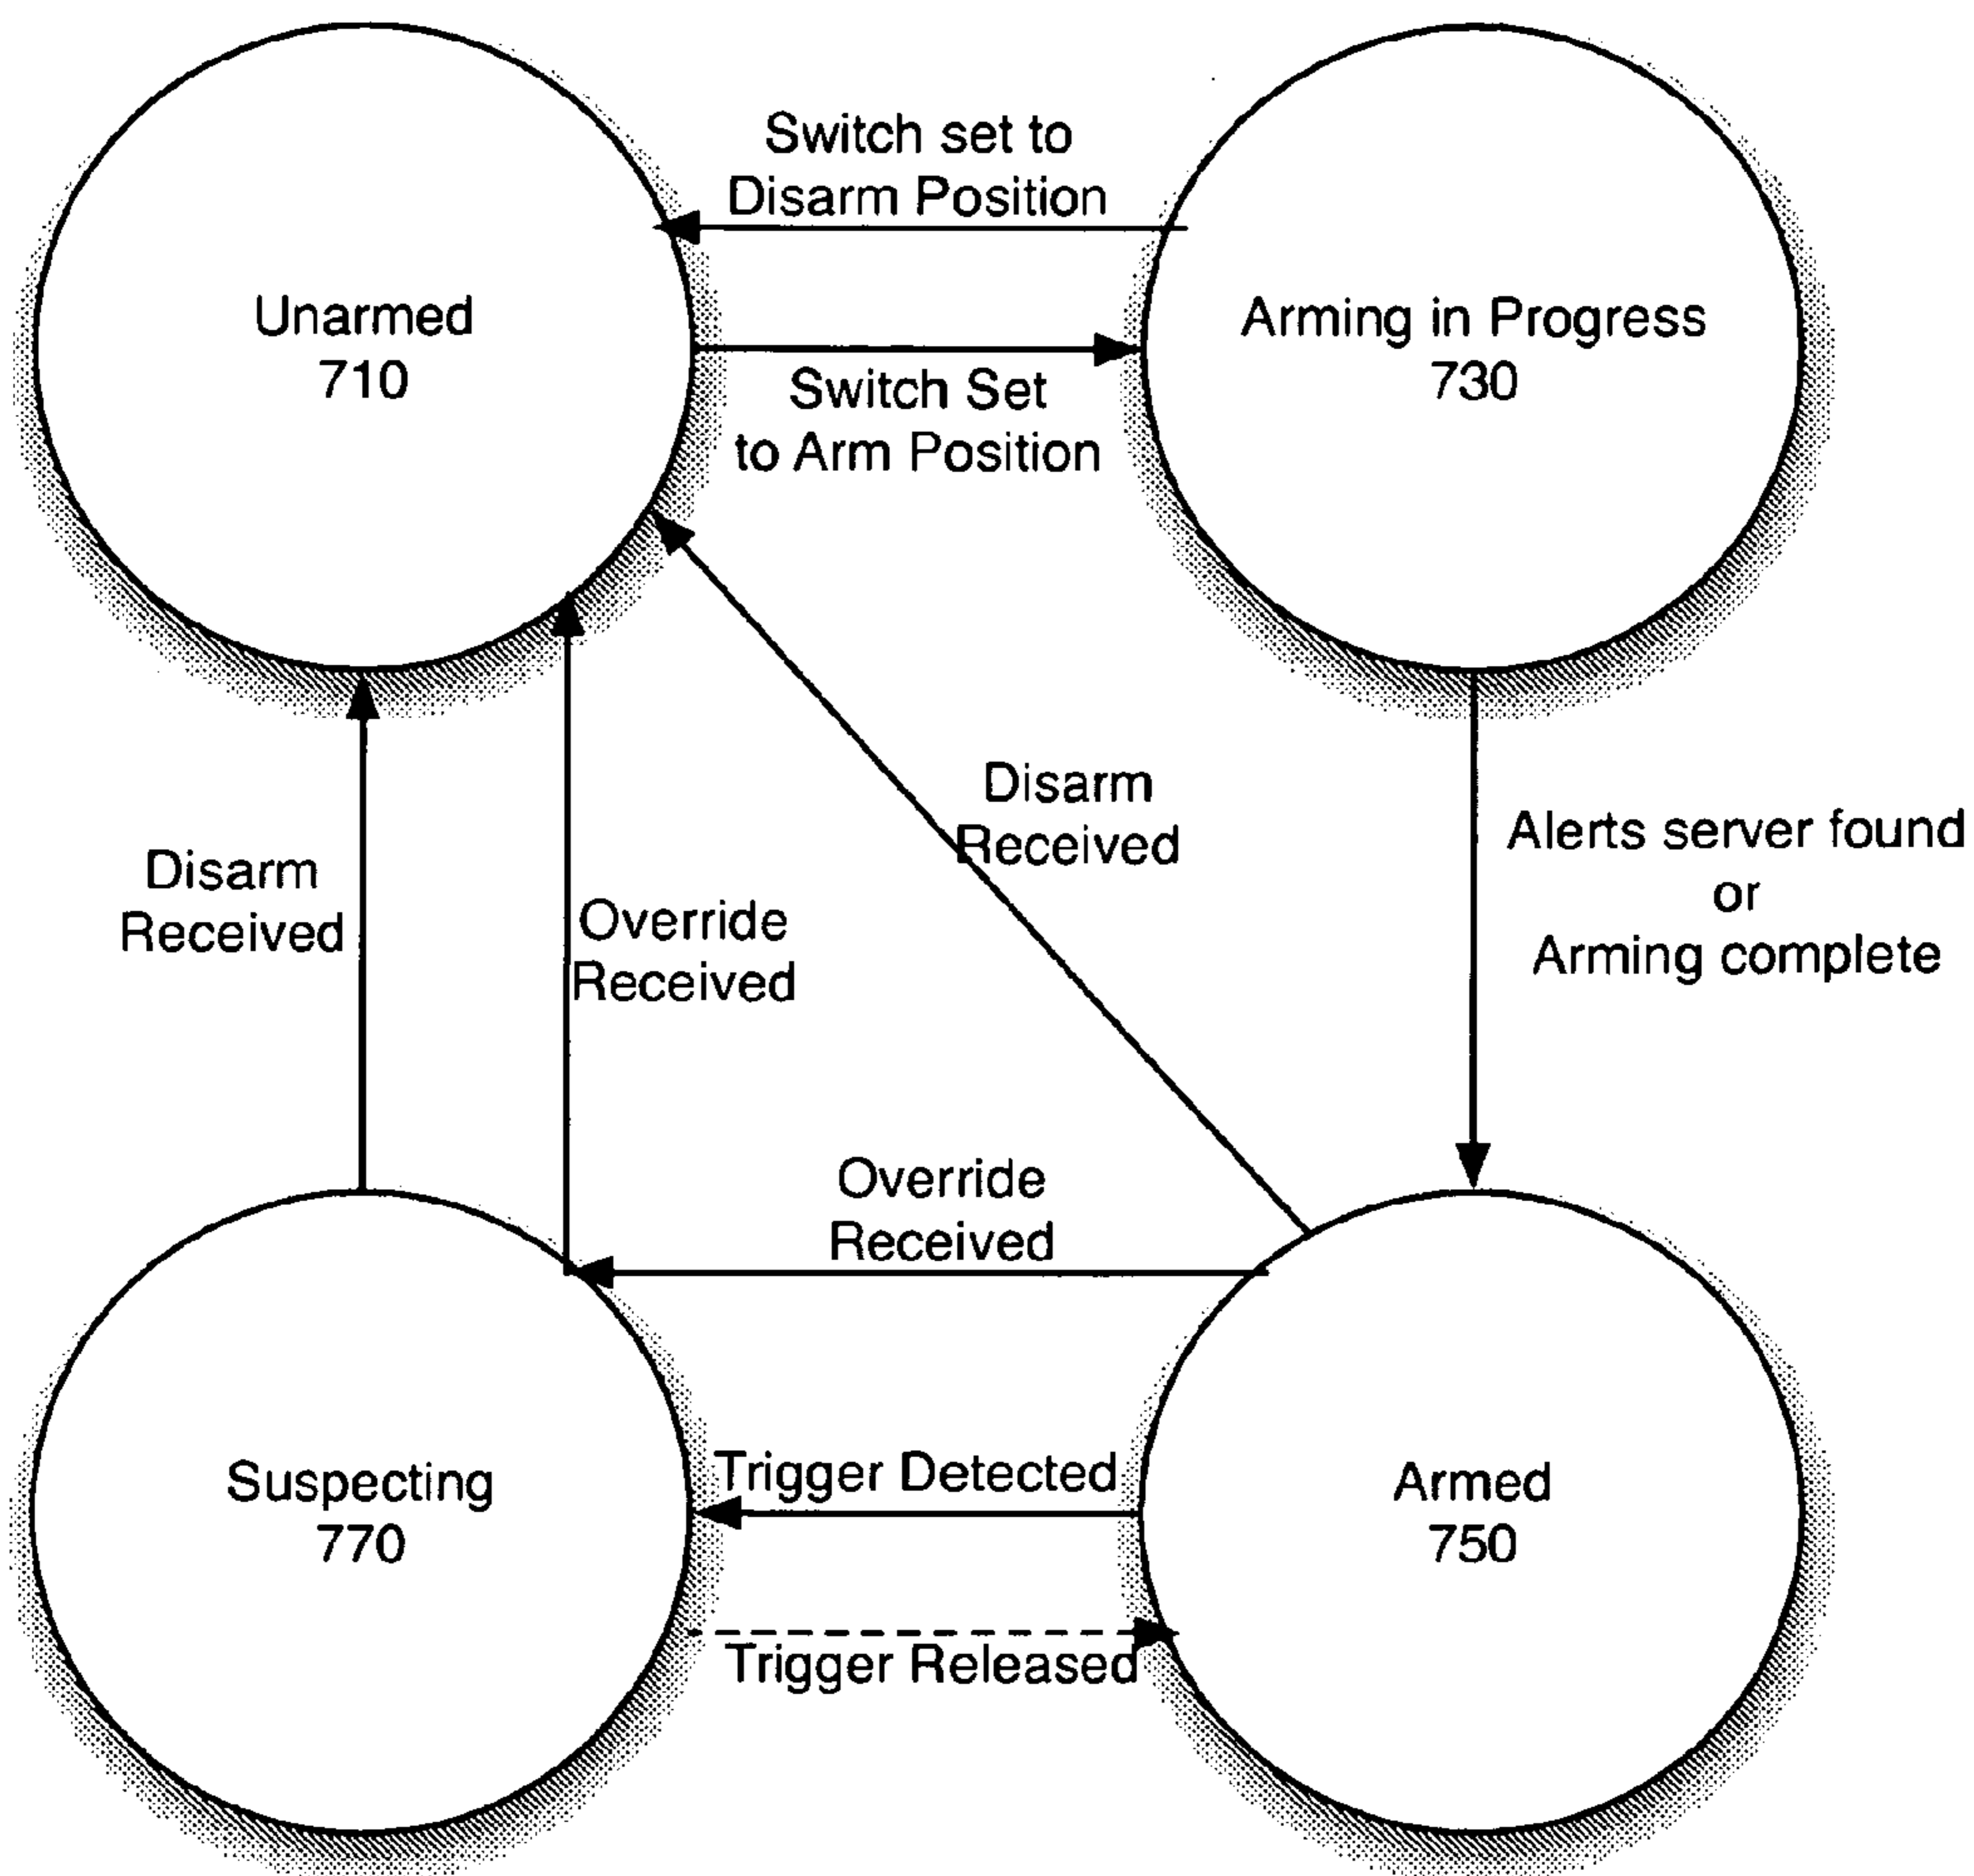 Switch set to
Disarm Position
Unarmed
710
Arming in Progress
730
Switch Set
to Arm Position
Disarm
Received
Alerts server found
or
Arming complete
Disarm
Received
Override
Received
Override
Received
Suspecting
770
Trigger Detected
Armed
750
Trigger Released